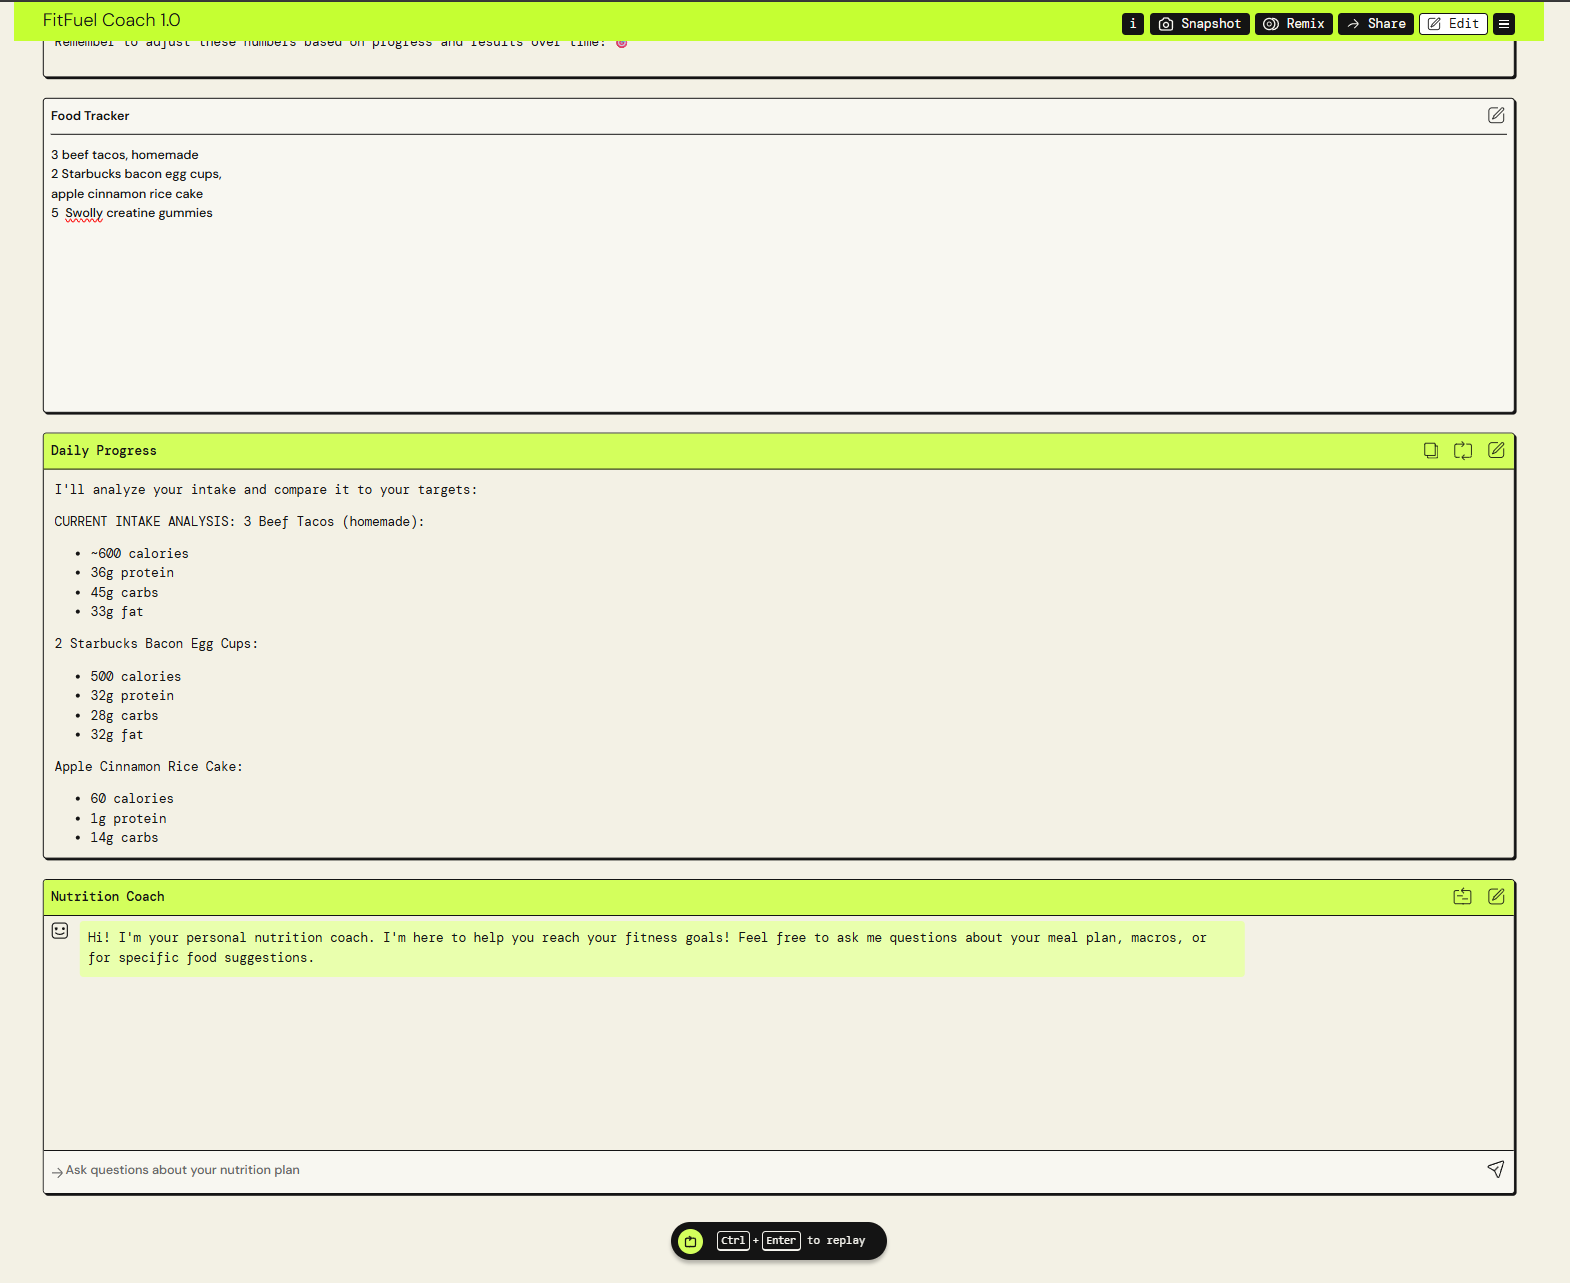 FitFuel Coach 1.0
i
Snapshot
Remix
Share
Edit
Remember to adjust these numbers based on progress and results over time!
Food Tracker
3 beef tacos, homemade
2 Starbucks bacon egg cups,
apple cinnamon rice cake
5 Swolly creatine gummies
Daily Progress
I'll analyze your intake and compare it to your targets:
CURRENT INTAKE ANALYSIS: 3 Beef Tacos (homemade):
• ~600 calories
• 36g protein
• 45g carbs
• 33g fat
2 Starbucks Bacon Egg Cups:
• 500 calories
• 32g protein
• 28g carbs
• 32g fat
Apple Cinnamon Rice Cake:
• 60 calories
• 1g protein
• 14g carbs
Nutrition Coach
Hi! I'm your personal nutrition coach. I'm here to help you reach your fitness goals! Feel free to ask me questions about your meal plan, macros, or
for specific food suggestions.
Ask questions about your nutrition plan
Ctrl + Enter to replay